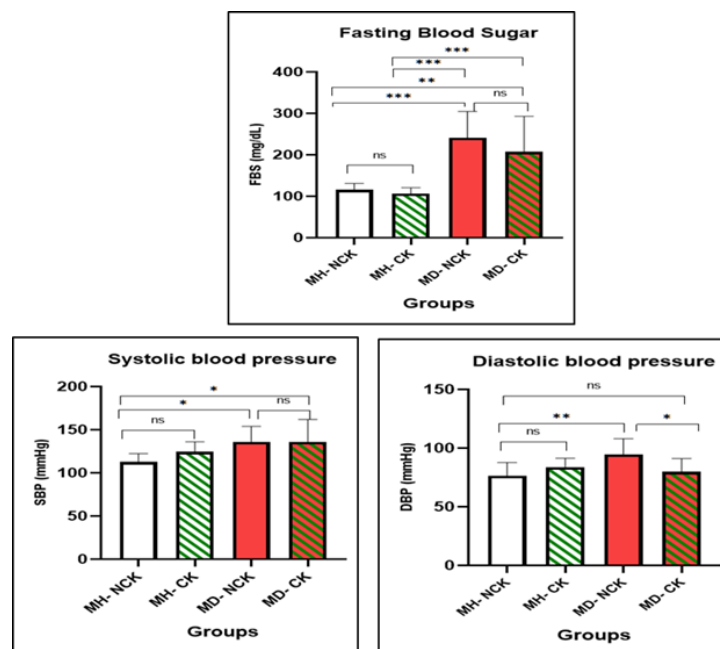 Fasting Blood Sugar
***
***
**
***
ns
ns
FBS (mg/dL)
400
300
200
100
0
MH- NCK
MH- CK
MD- NCK
MD- CK
Groups
Systolic blood pressure
*
*
ns
ns
SBP (mmHg)
200
150
100
50
0
MH- NCK
MH- CK
MD- NCK
MD- CK
Groups
Diastolic blood pressure
ns
**
*
ns
DBP (mmHg)
150
100
50
0
MH- NCK
MH- CK
MD- NCK
MD- CK
Groups